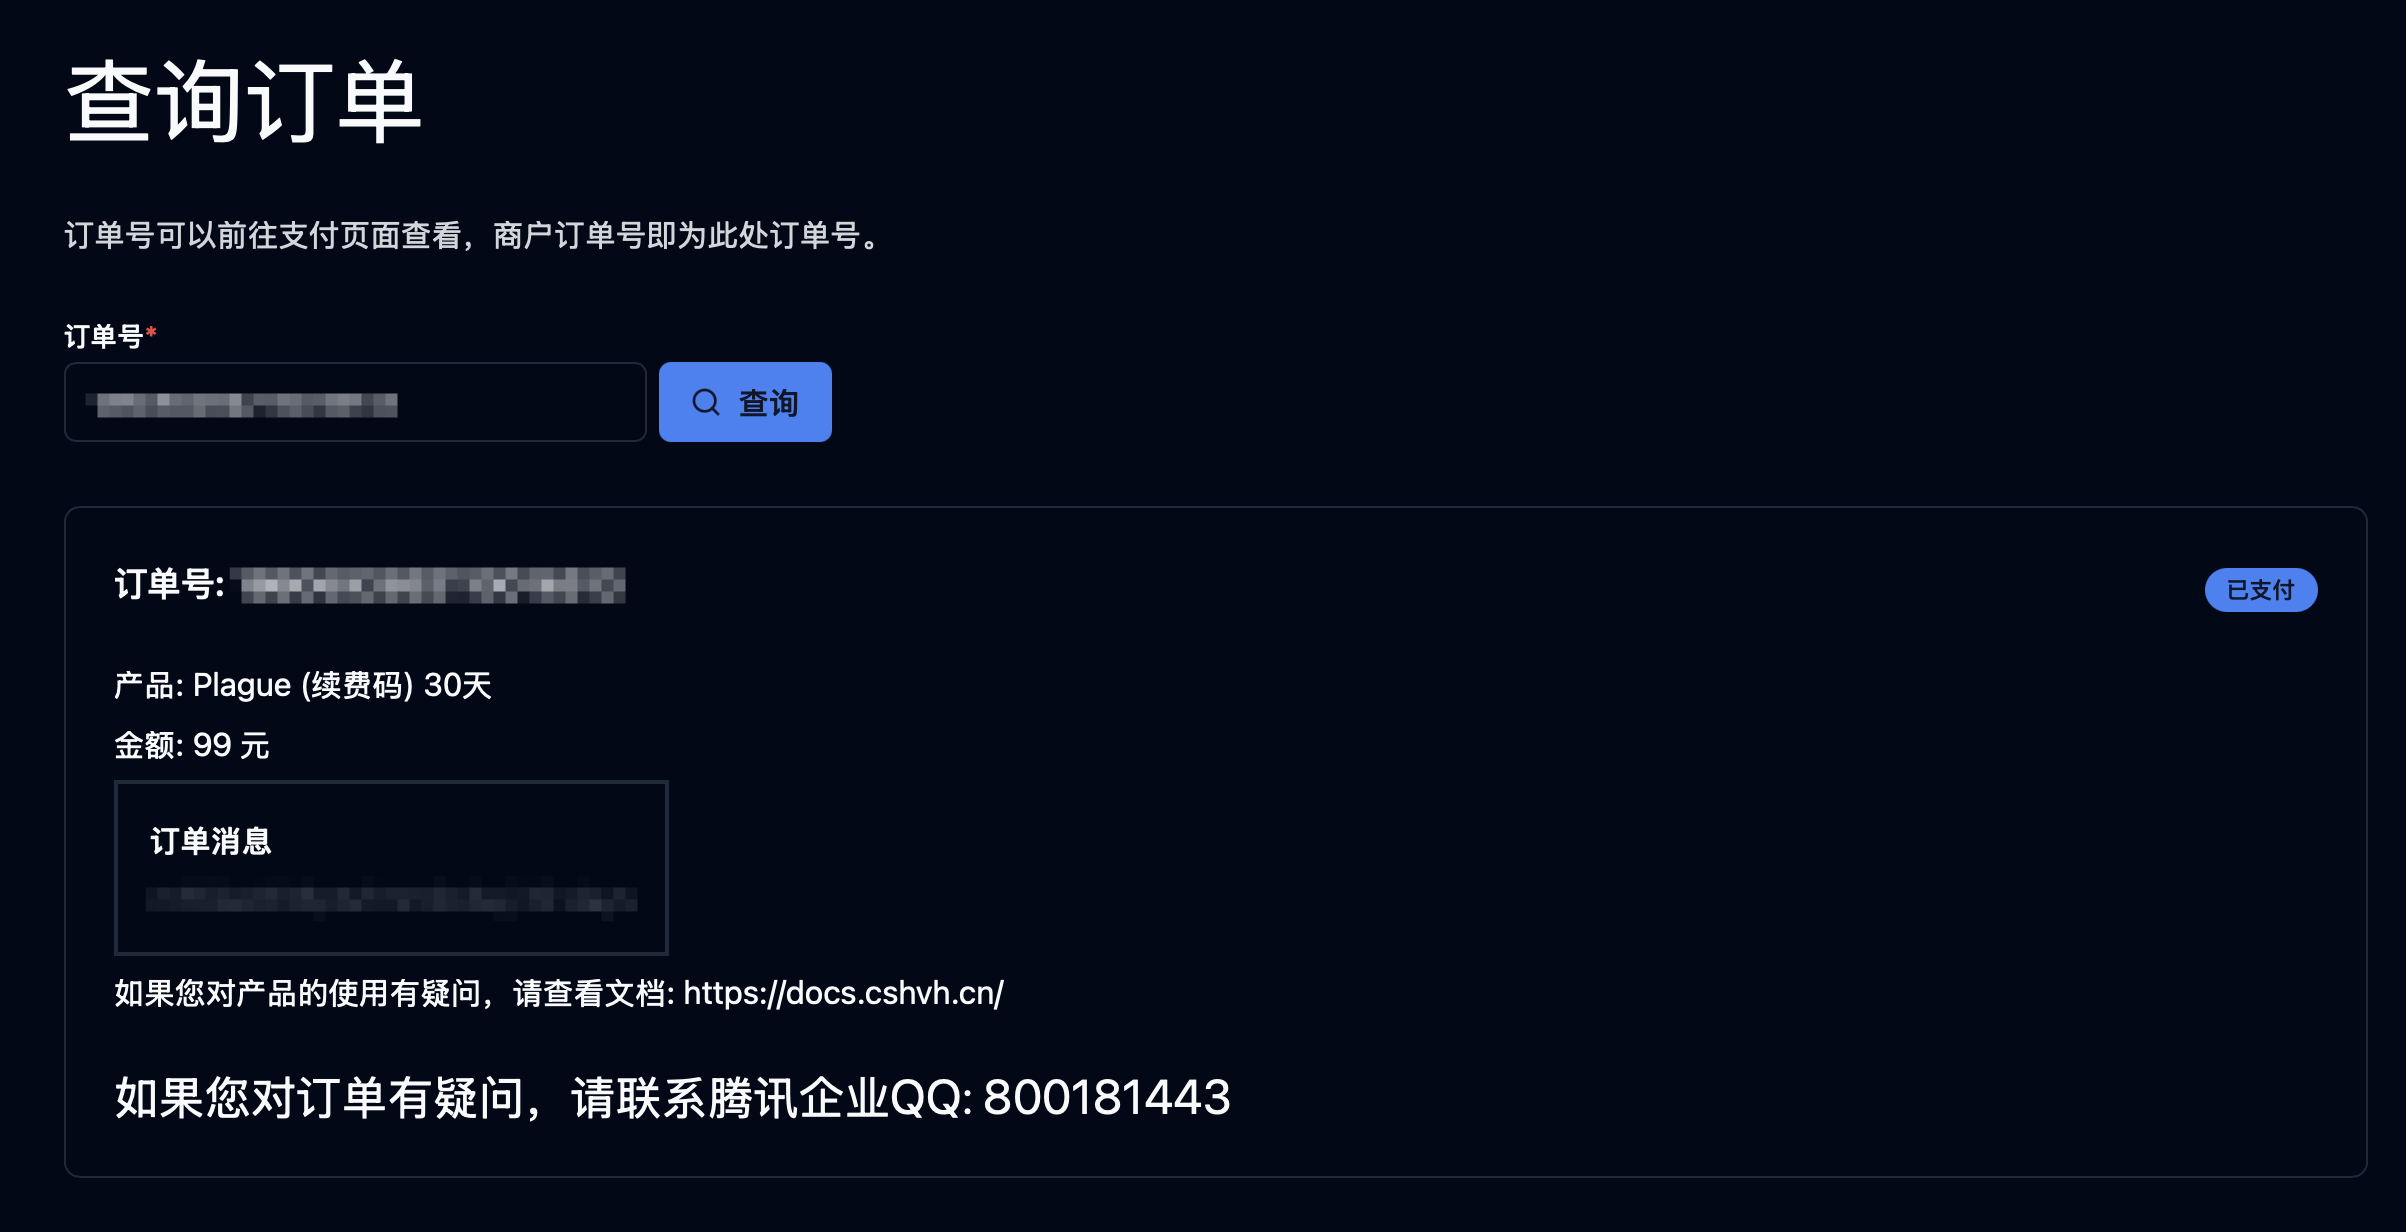 查询订单
订单号可以前往支付页面查看，商户订单号即为此处订单号。
订单号*
查询
订单号:
已支付
产品: Plague (续费码) 30天
金额: 99 元
订单消息
如果您对产品的使用有疑问，请查看文档: https://docs.cshvh.cn/
如果您对订单有疑问，请联系腾讯企业QQ: 800181443